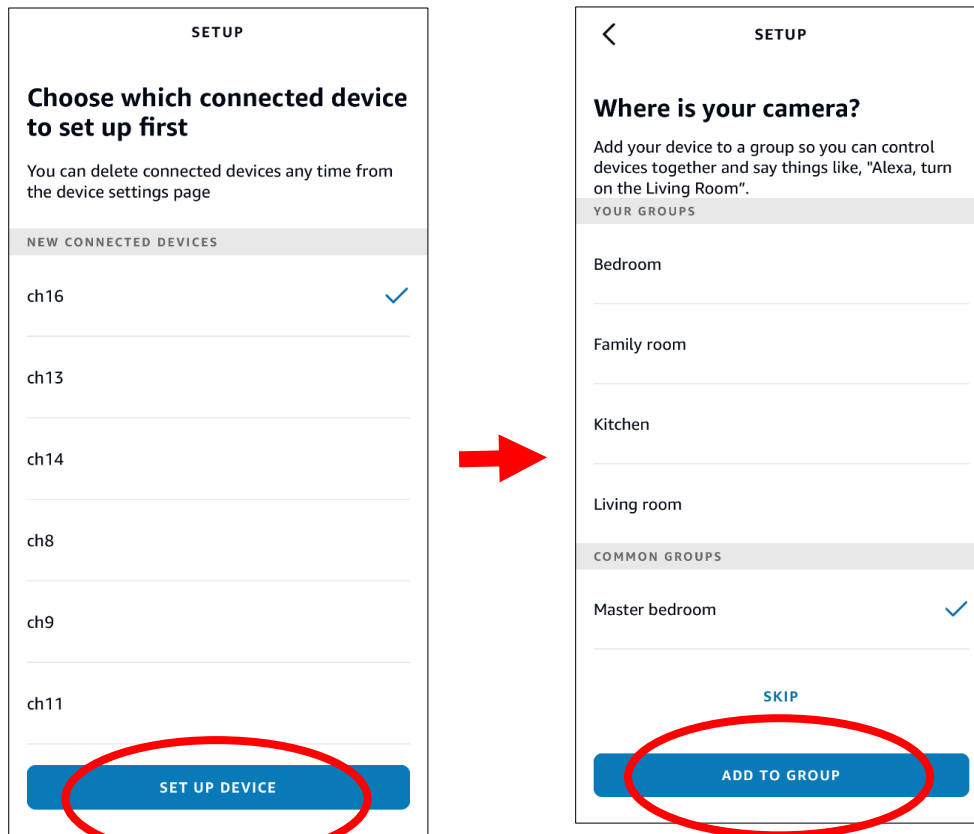 SETUP
Choose which connected device
to set up first
You can delete connected devices any time from
the device settings page
NEW CONNECTED DEVICES
ch16
ch13
ch14
ch8
ch9
ch11
SET UP DEVICE
SETUP
Where is your camera?
Add your device to a group so you can control
devices together and say things like, "Alexa, turn
on the Living Room”.
YOUR GROUPS
Bedroom
Family room
Kitchen
Living room
COMMON GROUPS
Master bedroom
SKIP
ADD TO GROUP